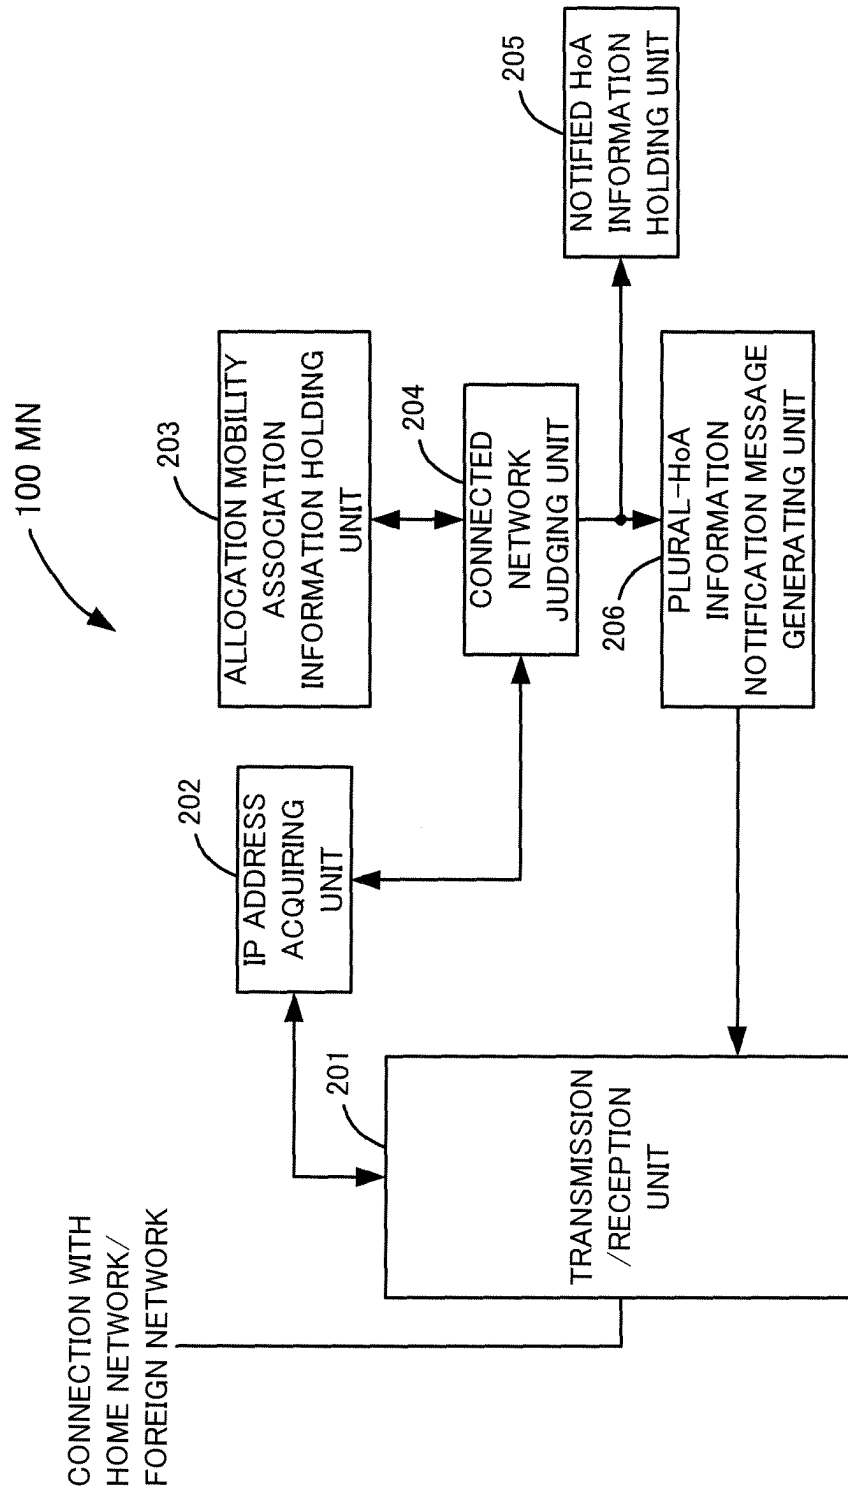 100 MN
CONNECTION WITH
HOME NETWORK/
FOREIGN NETWORK
201
TRANSMISSION
/RECEPTION
UNIT
202
IP ADDRESS
ACQUIRING
UNIT
203
ALLOCATION MOBILITY
ASSOCIATION
INFORMATION HOLDING
UNIT
204
CONNECTED
NETWORK
JUDGING UNIT
205
NOTIFIED HoA
INFORMATION
HOLDING UNIT
206
PLURAL-HoA
INFORMATION
NOTIFICATION MESSAGE
GENERATING UNIT